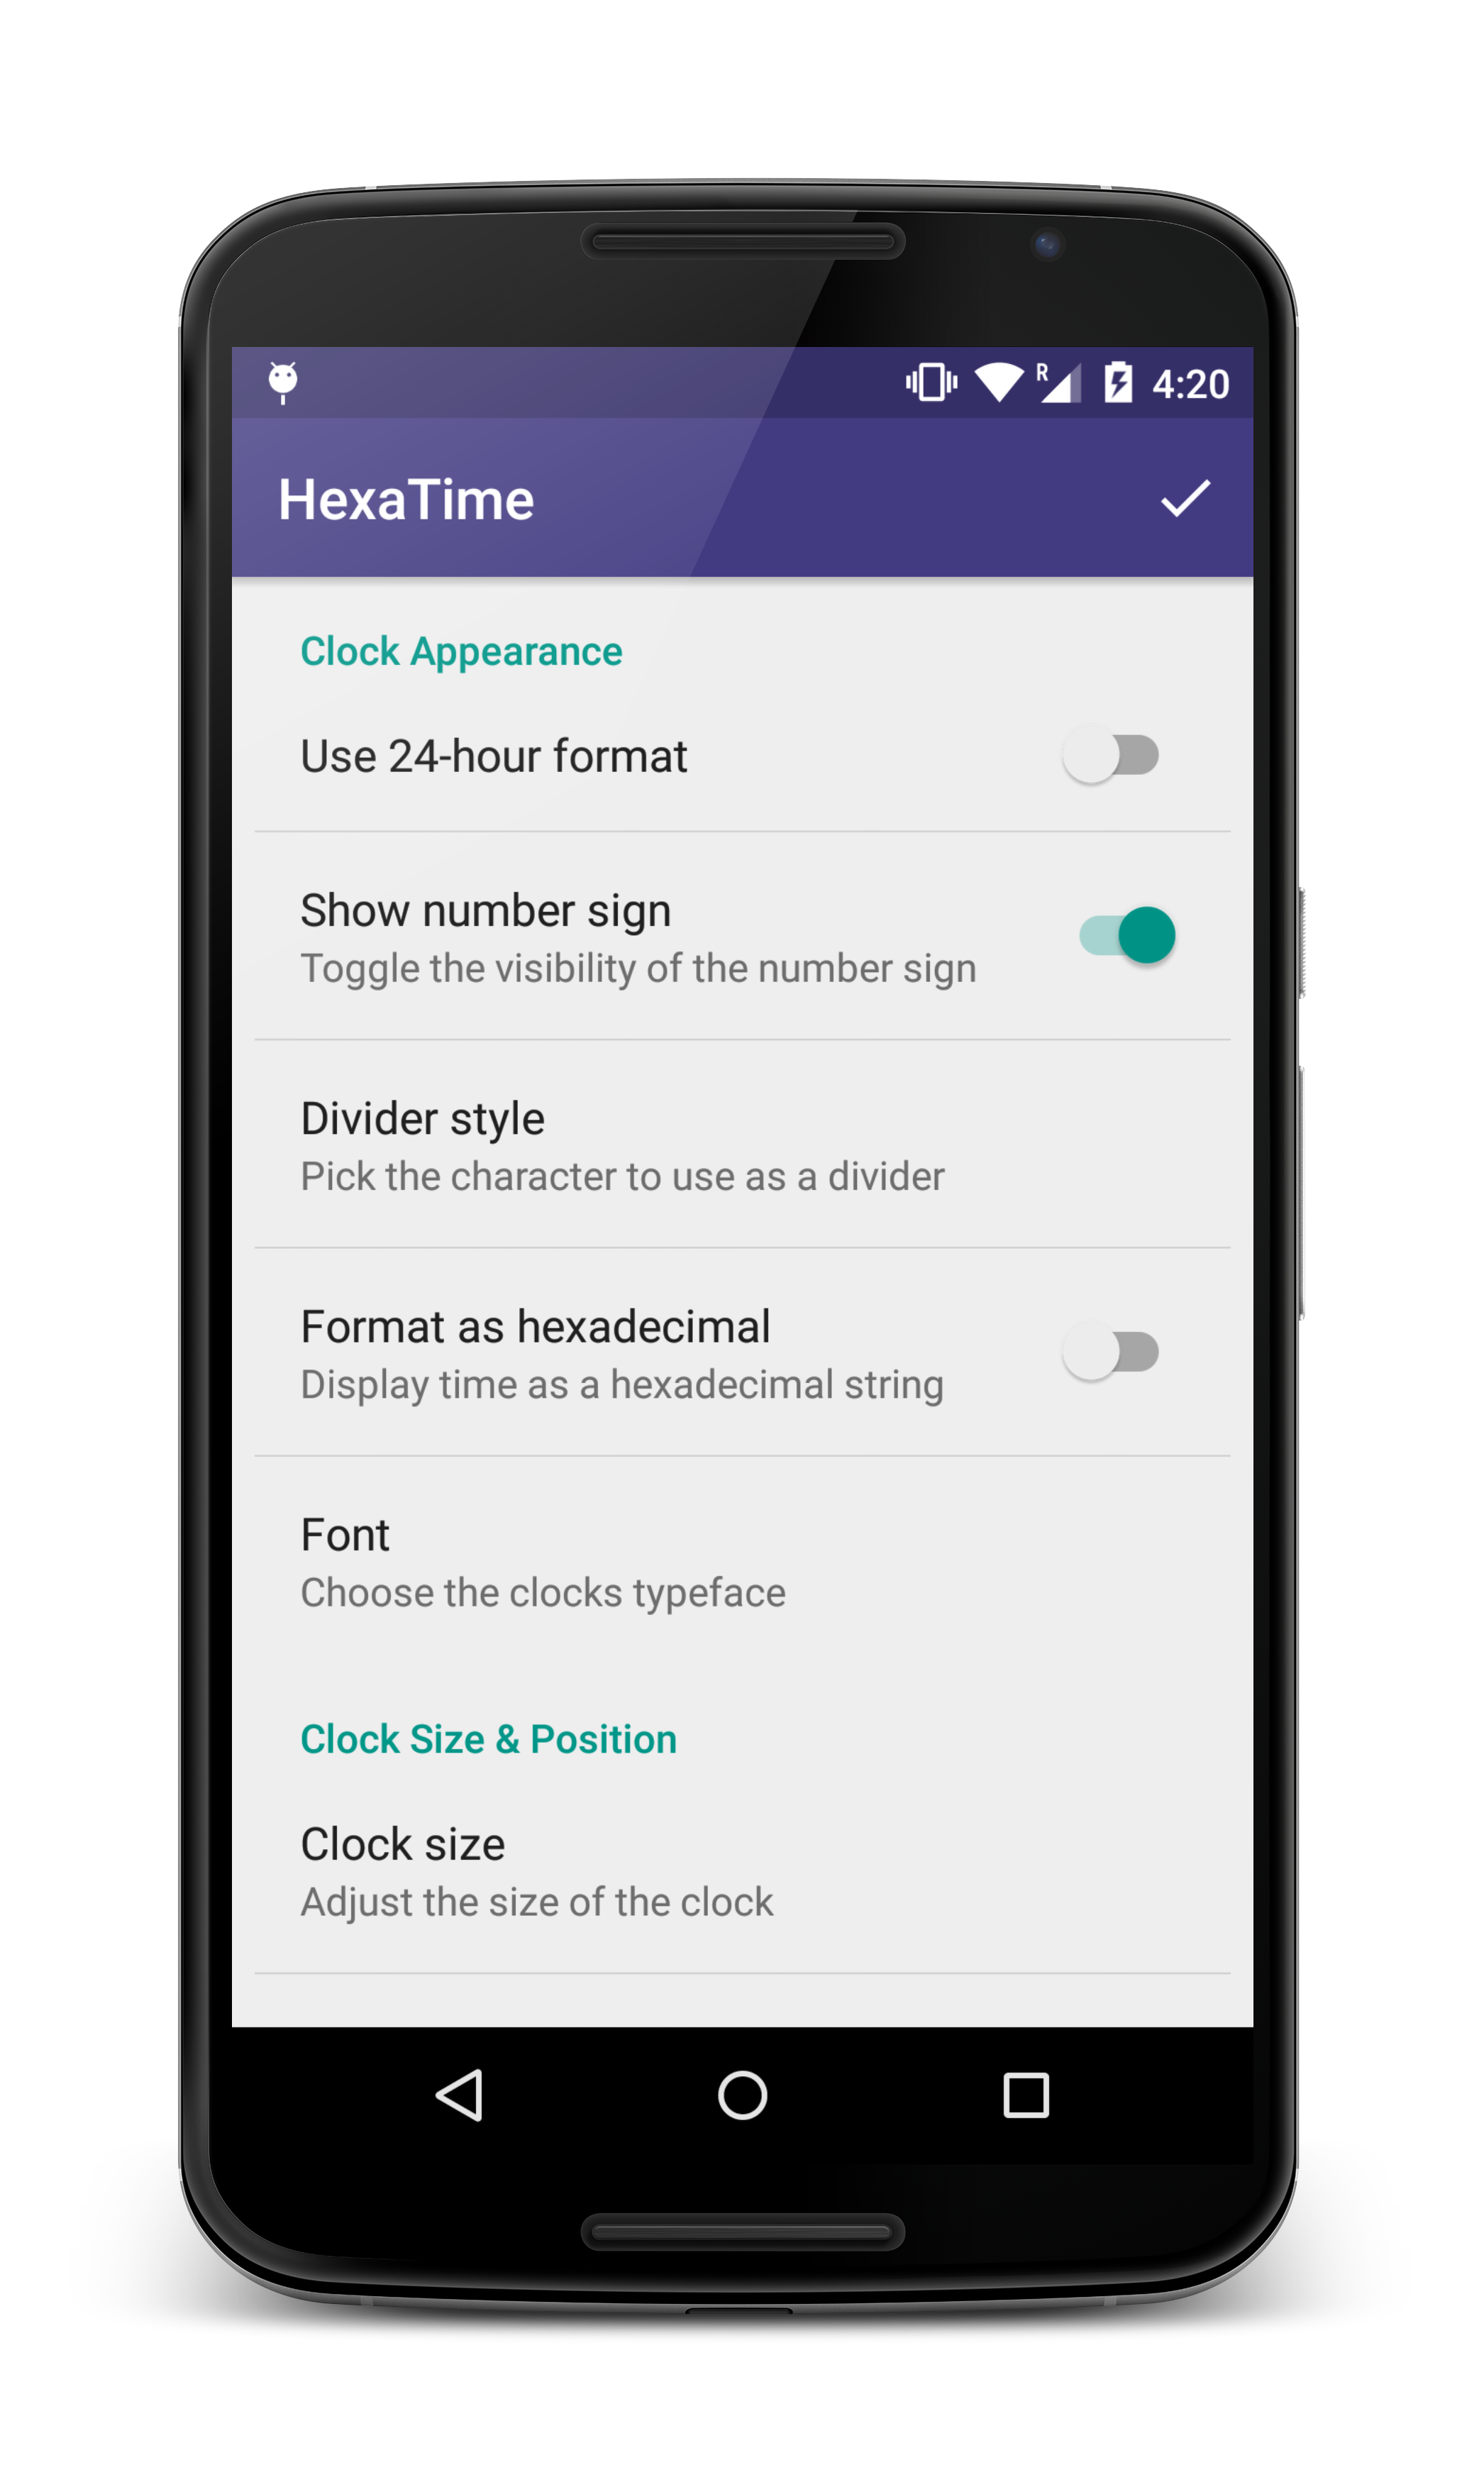 R 4:20
HexaTime
Clock Appearance
Use 24-hour format
Show number sign
Toggle the visibility of the number sign
Divider style
Pick the character to use as a divider
Format as hexadecimal
Display time as a hexadecimal string
Font
Choose the clocks typeface
Clock Size & Position
Clock size
Adjust the size of the clock